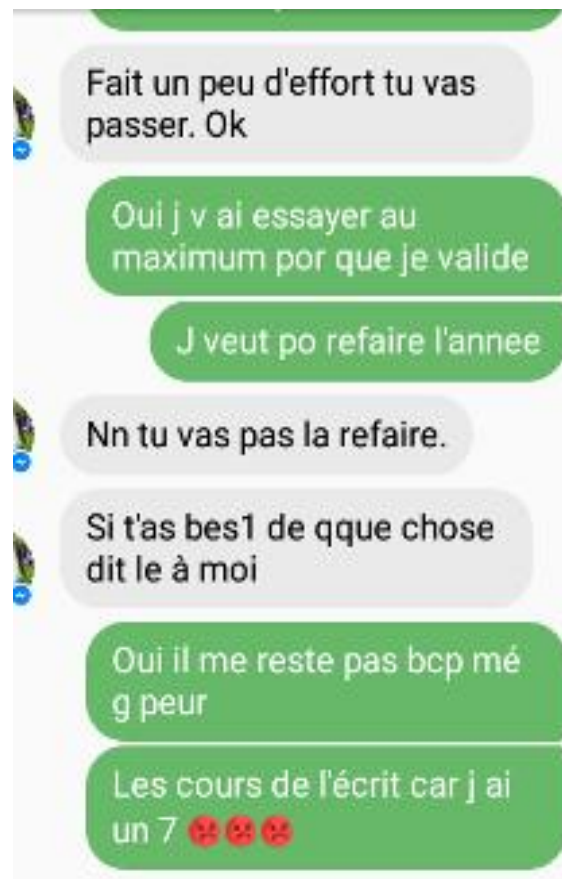 Fait un peu d'effort tu vas
passer. Ok
Oui j v ai essayer au
maximum por que je valide
J veut po refaire l'annee
Nn tu vas pas la refaire.
Si t'as bes1 de qque chose
dit le à moi
Oui il me reste pas bcp mé
g peur
Les cours de l'écrit car j ai
un 7 😡😡😡